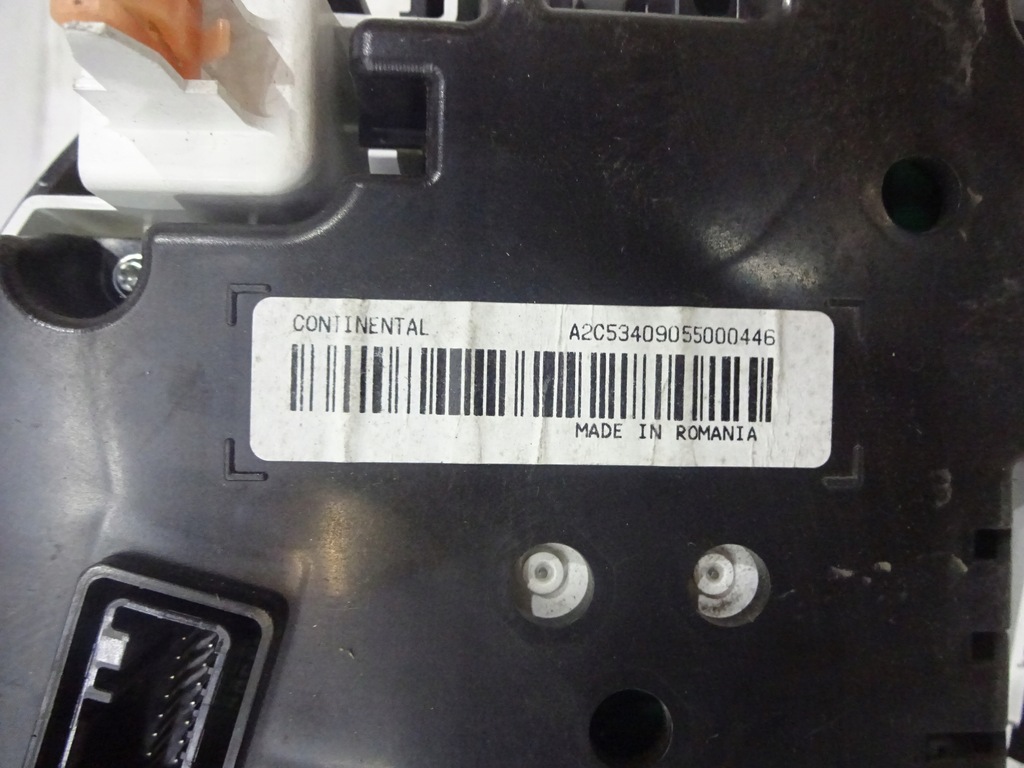 CONTINENTAL A2C53409055000446
MADE IN ROMANIA